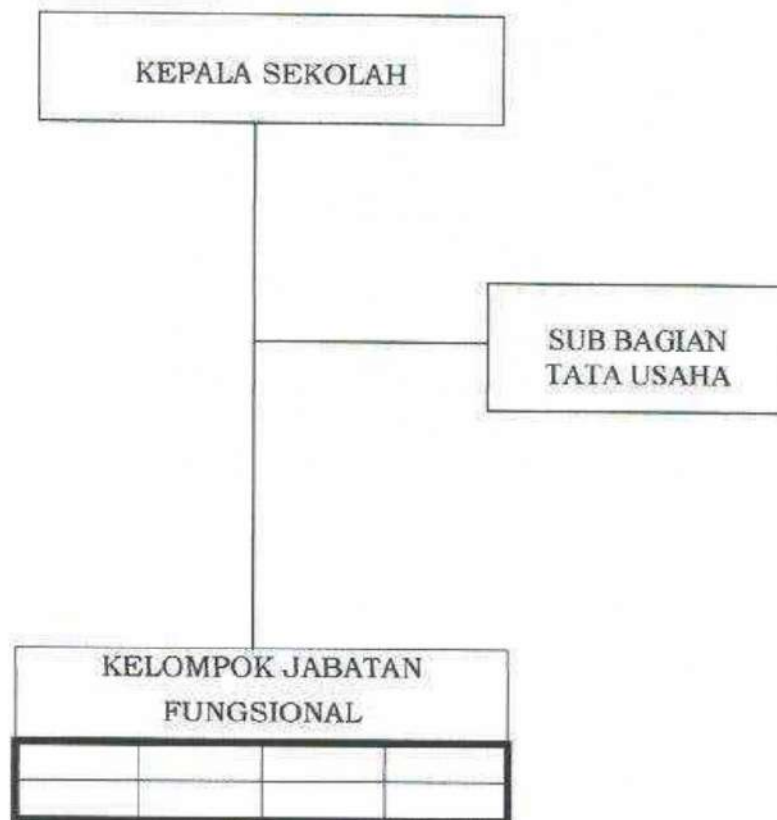 KEPALA SEKOLAH
SUB BAGIAN
TATA USAHA
KELOMPOK JABATAN
FUNGSIONAL